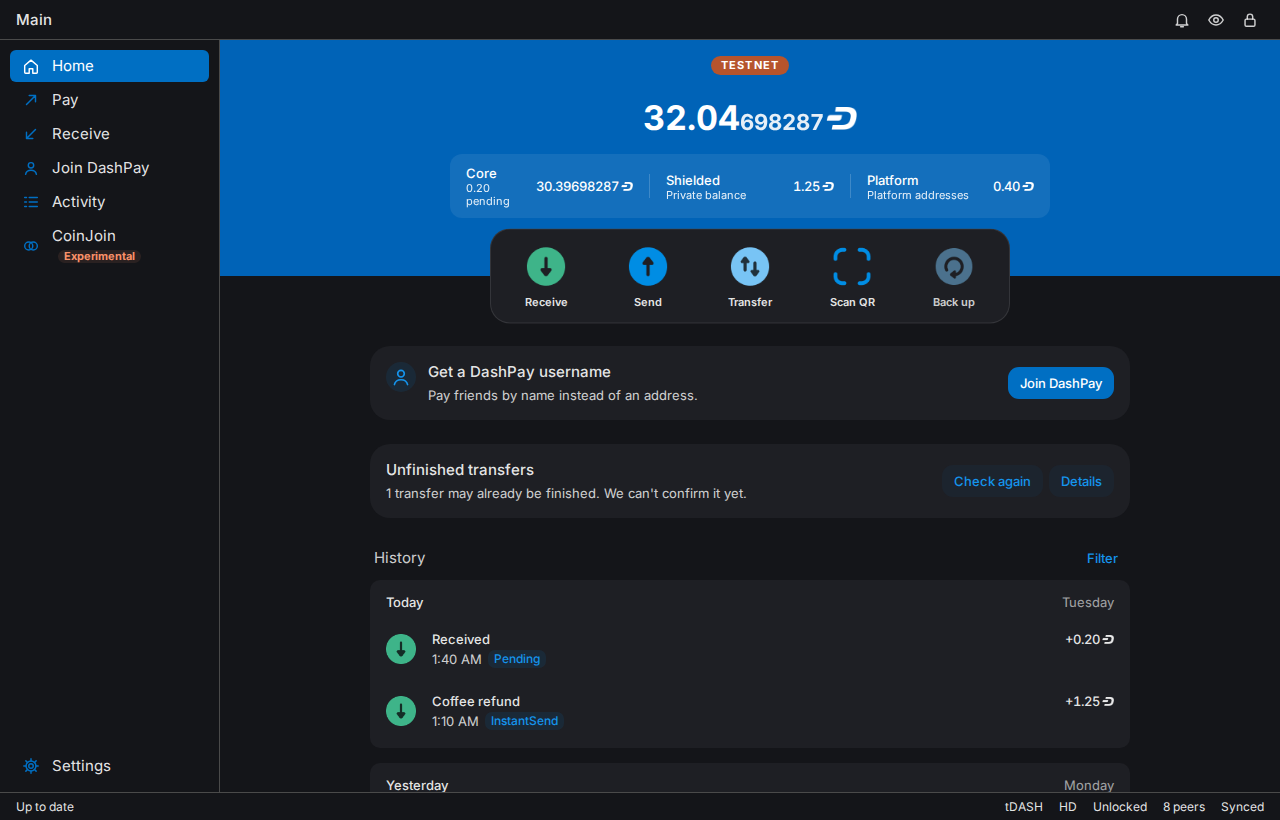 Main
Home
Pay
Receive
Join DashPay
Activity
CoinJoin
Experimental
Settings
TESTNET
32.04698287
Core
0.20
pending
30.39698287
Shielded
Private balance
1.25
Platform
Platform addresses
0.40
Receive
Send
Transfer
Scan QR
Back up
Get a DashPay username
Pay friends by name instead of an address.
Join DashPay
Unfinished transfers
1 transfer may already be finished. We can't confirm it yet.
Check again
Details
History
Filter
Today
Tuesday
Received
+0.20
1:40 AM Pending
Coffee refund
+1.25
1:10 AM InstantSend
Yesterday
Monday
Up to date
tDASH HD Unlocked 8 peers Synced